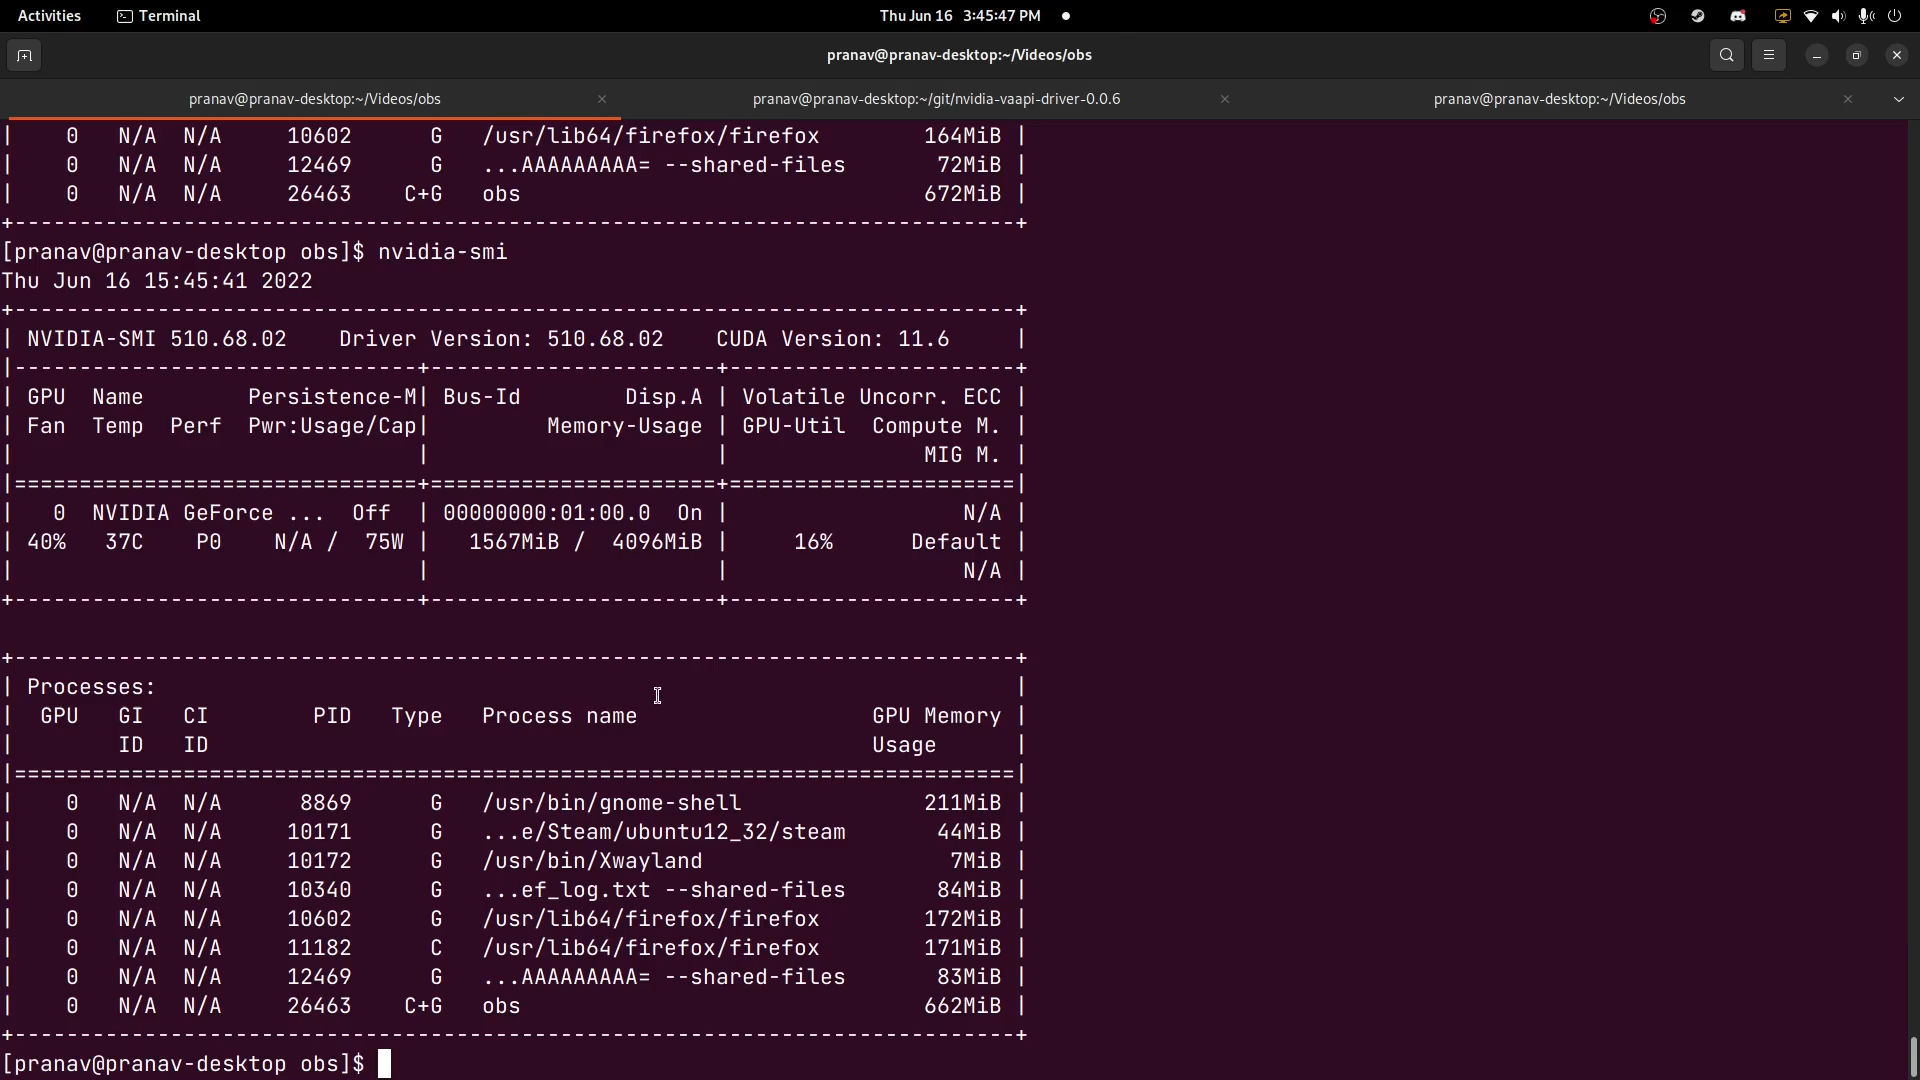 Activities Terminal Thu Jun 16 3:45:47 PM
pranav@pranav-desktop:~/Videos/obs
pranav@pranav-desktop:~/Videos/obs pranav@pranav-desktop:~/git/nvidia-vaapi-driver-0.0.6 pranav@pranav-desktop:~/Videos/obs
|    0   N/A  N/A     10602      G   /usr/lib64/firefox/firefox        164MiB |
|    0   N/A  N/A     12469      G   ...AAAAAAAAA= --shared-files       72MiB |
|    0   N/A  N/A     26463    C+G   obs                               672MiB |
+-----------------------------------------------------------------------------+
[pranav@pranav-desktop obs]$ nvidia-smi
Thu Jun 16 15:45:41 2022
+-----------------------------------------------------------------------------+
| NVIDIA-SMI 510.68.02    Driver Version: 510.68.02    CUDA Version: 11.6     |
|-------------------------------+----------------------+----------------------+
| GPU  Name        Persistence-M| Bus-Id        Disp.A | Volatile Uncorr. ECC |
| Fan  Temp  Perf  Pwr:Usage/Cap|         Memory-Usage | GPU-Util  Compute M. |
|                               |                      |               MIG M. |
|===============================+======================+======================|
|   0  NVIDIA GeForce ...  Off  | 00000000:01:00.0  On |                  N/A |
| 40%   37C    P0    N/A /  75W |   1567MiB /  4096MiB |     16%      Default |
|                               |                      |                  N/A |
+-------------------------------+----------------------+----------------------+
+-----------------------------------------------------------------------------+
| Processes:                                                                  |
|  GPU   GI   CI        PID   Type   Process name                  GPU Memory |
|        ID   ID                                                   Usage      |
|=============================================================================|
|    0   N/A  N/A      8869      G   /usr/bin/gnome-shell              211MiB |
|    0   N/A  N/A     10171      G   ...e/Steam/ubuntu12_32/steam       44MiB |
|    0   N/A  N/A     10172      G   /usr/bin/Xwayland                   7MiB |
|    0   N/A  N/A     10340      G   ...ef_log.txt --shared-files       84MiB |
|    0   N/A  N/A     10602      G   /usr/lib64/firefox/firefox        172MiB |
|    0   N/A  N/A     11182      C   /usr/lib64/firefox/firefox        171MiB |
|    0   N/A  N/A     12469      G   ...AAAAAAAAA= --shared-files       83MiB |
|    0   N/A  N/A     26463    C+G   obs                               662MiB |
+-----------------------------------------------------------------------------+
[pranav@pranav-desktop obs]$